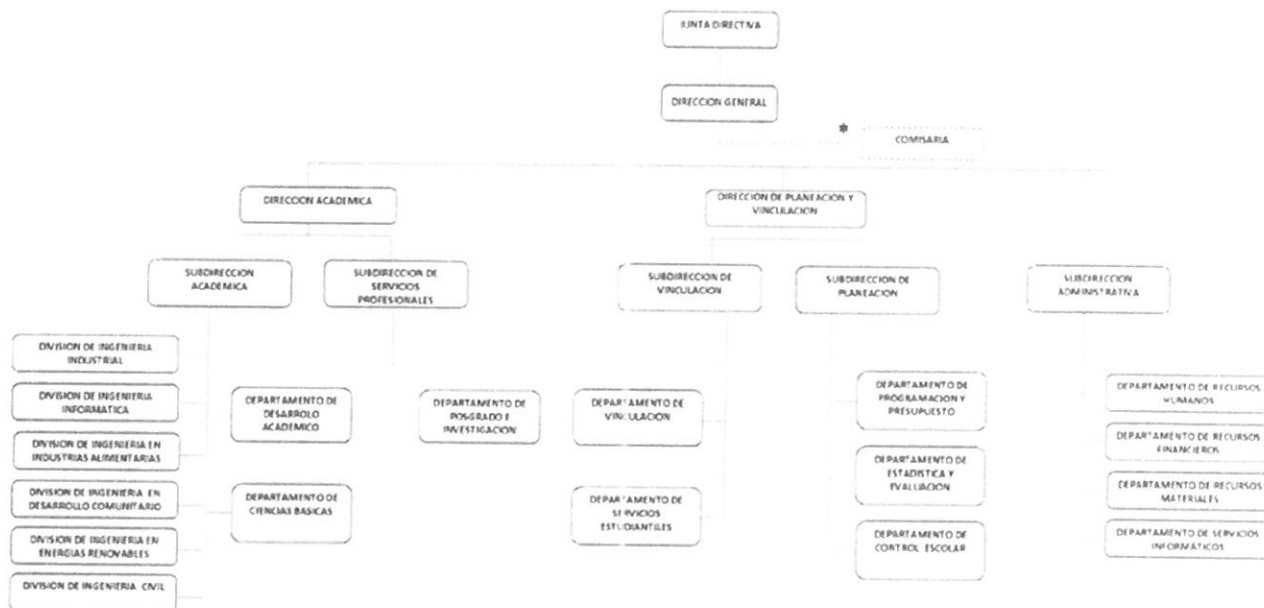 JUNTA DIRECTIVA
DIRECCION GENERAL
*
COMISARIA
DIRECCION ACADEMICA
DIRECCION DE PLANEACION Y
VINCULACION
SUBDIRECCION
ACADEMICA
SUBDIRECCION DE
SERVICIOS
PROFESIONALES
SUBDIRECCION DE
VINCULACION
SUBDIRECCION DE
PLANEACION
SUBDIRECCION
ADMINISTRATIVA
DIVISION DE INGENIERIA
INDUSTRIAL
DIVISION DE INGENIERIA
INFORMATICA
DIVISION DE INGENIERIA EN
INDUSTRIAS ALIMENTARIAS
DIVISION DE INGENIERIA EN
DESARROLLO COMUNITARIO
DIVISION DE INGENIERIA EN
ENERGIAS RENOVABLES
DIVISION DE INGENIERIA CIVIL
DEPARTAMENTO DE
DESARROLO
ACADEMICO
DEPARTAMENTO DE
CIENCIAS BASICAS
DEPARTAMENTO DE
POSGRADO E
INVESTIGACION
DEPARTAMENTO DE
VINCULACION
DEPARTAMENTO DE
SERVICIOS
ESTUDIANTILES
DEPARTAMENTO DE
PROGRAMACION Y
PRESUPUESTO
DEPARTAMENTO DE
ESTADISTICA Y
EVALUACION
DEPARTAMENTO DE
CONTROL ESCOLAR
DEPARTAMENTO DE RECURSOS
HUMANOS
DEPARTAMENTO DE RECURSOS
FINANCIEROS
DEPARTAMENTO DE RECURSOS
MATERIALES
DEPARTAMENTO DE SERVICIOS
INFORMÁTICOS